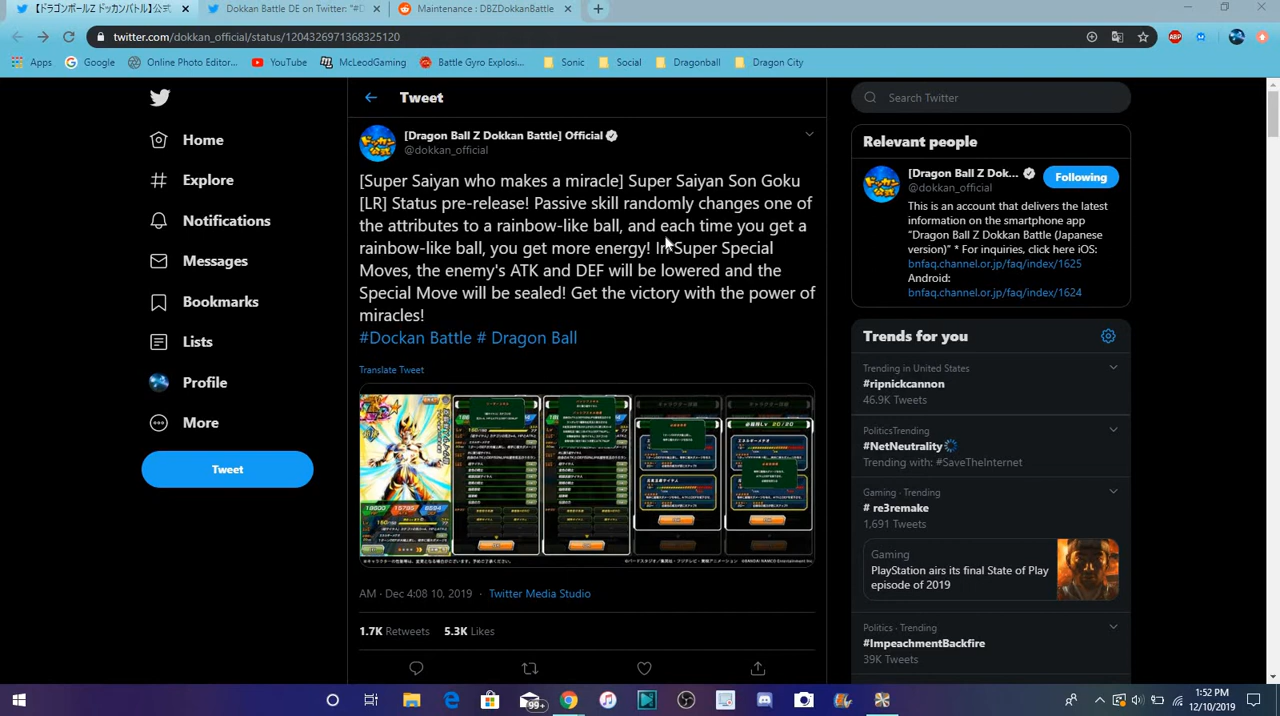 【ドラゴンボールZ ドッカンバトル】公式
Dokkan Battle DE on Twitter: "#D
Maintenance : DBZDokkanBattle
twitter.com/dokkan_official/status/1204326971368325120
ABP
Apps
Google
Online Photo Editor...
YouTube
McLeodGaming
Battle Gyro Explosi...
Sonic
Social
Dragonball
Dragon City
Home
Explore
Notifications
Messages
Bookmarks
Lists
Profile
More
Tweet
Tweet
[Dragon Ball Z Dokkan Battle] Official
@dokkan_official
[Super Saiyan who makes a miracle] Super Saiyan Son Goku
[LR] Status pre-release! Passive skill randomly changes one of
the attributes to a rainbow-like ball, and each time you get a
rainbow-like ball, you get more energy! In Super Special
Moves, the enemy's ATK and DEF will be lowered and the
Special Move will be sealed! Get the victory with the power of
miracles!
#Dockan Battle # Dragon Ball
Translate Tweet
AM · Dec 4:08 10, 2019 · Twitter Media Studio
1.7K Retweets 5.3K Likes
Search Twitter
Relevant people
[Dragon Ball Z Dok...
@dokkan_official
Following
This is an account that delivers the latest
information on the smartphone app
"Dragon Ball Z Dokkan Battle (Japanese
version)" * For inquiries, click here iOS:
bnfaq.channel.or.jp/faq/index/1625
Android:
bnfaq.channel.or.jp/faq/index/1624
Trends for you
Trending in United States
#ripnickcannon
46.9K Tweets
PoliticsTrending
#NetNeutrality
Trending with: #SaveTheInternet
Gaming · Trending
# re3remake
1,691 Tweets
Gaming
PlayStation airs its final State of Play
episode of 2019
Politics · Trending
#ImpeachmentBackfire
39K Tweets
99+
1:52 PM
12/10/2019